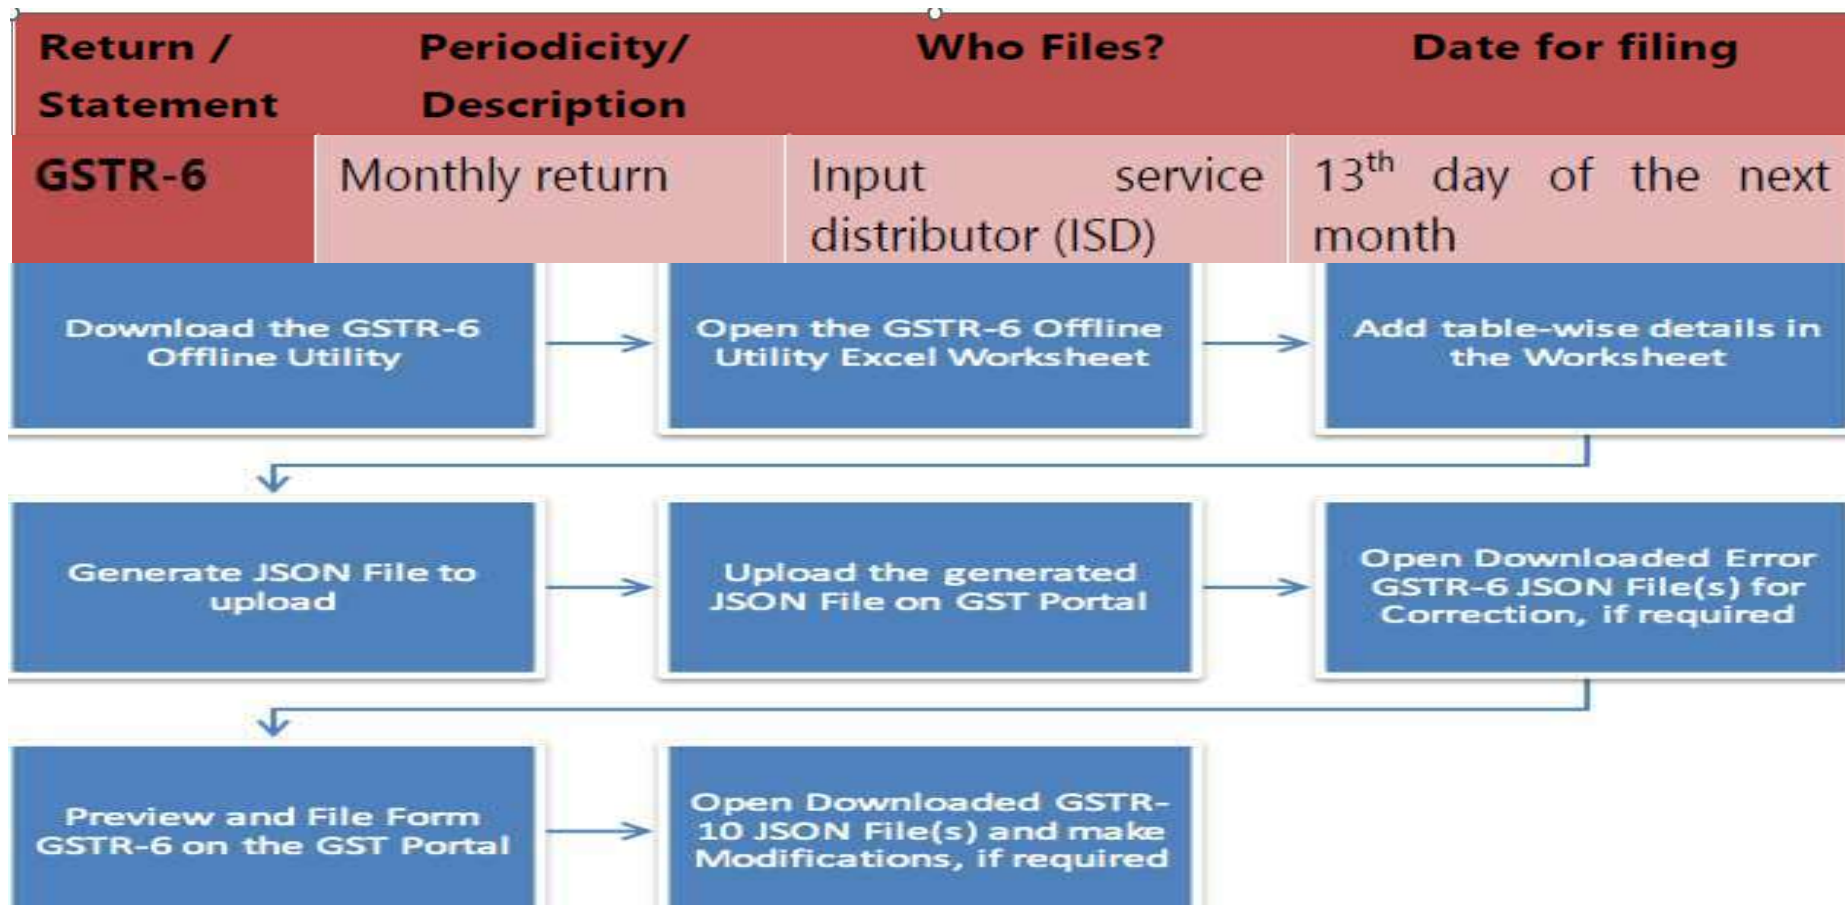 Return / Periodicity/ Who Files? Date for filing
Statement Description
GSTR-6 Monthly return Input service 13th day of the next
distributor (ISD) month
Download the GSTR-6
Offline Utility
Open the GSTR-6 Offline
Utility Excel Worksheet
Add table-wise details in
the Worksheet
Generate JSON File to
upload
Upload the generated
JSON File on GST Portal
Open Downloaded Error
GSTR-6 JSON File(s) for
Correction, if required
Preview and File Form
GSTR-6 on the GST Portal
Open Downloaded GSTR-
10 JSON File(s) and make
Modifications, if required